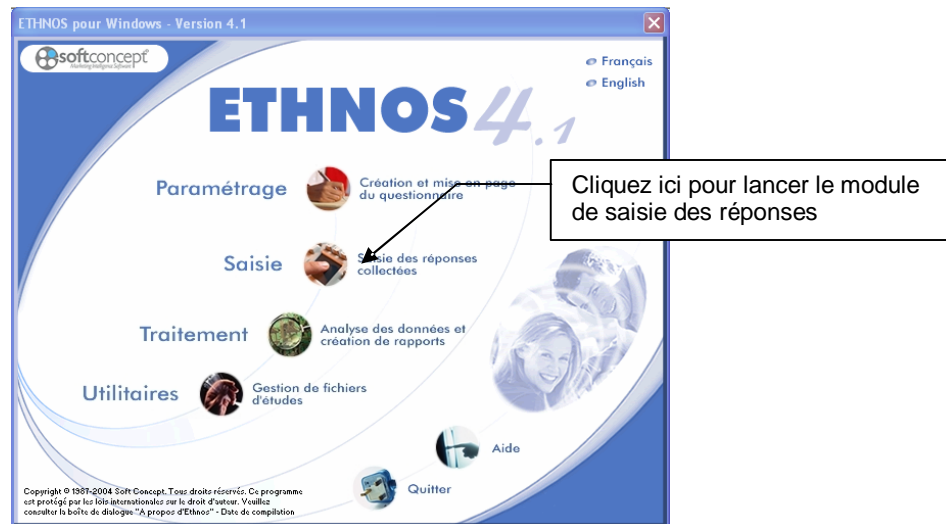 ETHNOS pour Windows - Version 4.1
softconcept
Marketing Intelligence Software
Français
English
ETHNOS 4.1
Paramétrage
Création et mise en page
du questionnaire
Cliquez ici pour lancer le module
de saisie des réponses
Saisie
Saisie des réponses
collectées
Traitement
Analyse des données et
création de rapports
Utilitaires
Gestion de fichiers
d'études
Aide
Quitter
Copyright © 1987-2004 Soft Concept. Tous droits réservés. Ce programme
est protégé par les lois internationales sur le droit d'auteur. Veuillez
consulter la boîte de dialogue "A propos d'Ethnos" - Date de compilation